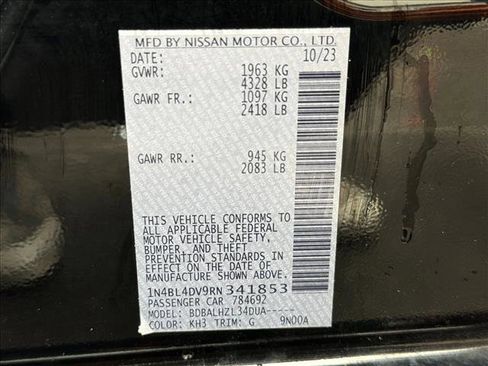 MFD BY NISSAN MOTOR CO., LTD.
DATE: 10/23
GVWR: 1963 KG
4328 LB
GAWR FR.: 1097 KG
2418 LB
GAWR RR.: 945 KG
2083 LB
THIS VEHICLE CONFORMS TO
ALL APPLICABLE FEDERAL
MOTOR VEHICLE SAFETY,
BUMPER, AND THEFT
PREVENTION STANDARDS
IN EFFECT ON THE DATE OF
MANUFACTURE SHOWN ABOVE.
1N4BL4DV9RN341853
PASSENGER CAR 784692
MODEL: BDBALHZL34DUA-----
COLOR: KH3 TRIM: G 9N00A